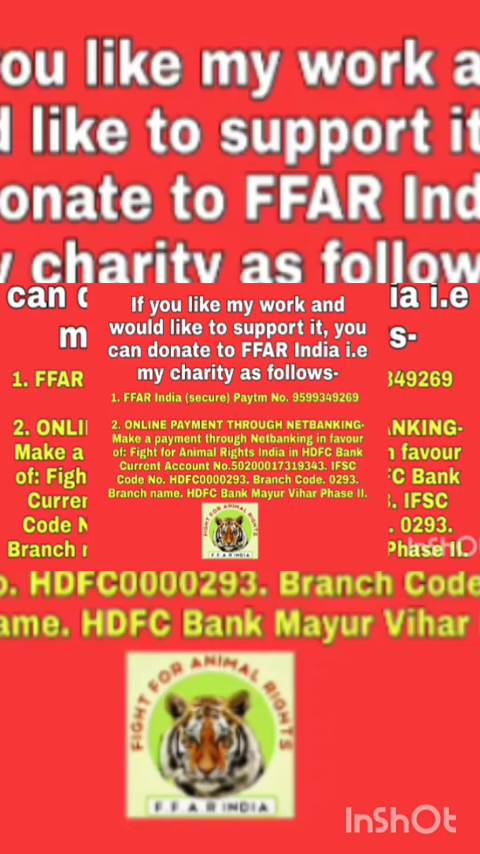 ou like my work a
d like to support it
onate to FFAR Ind
y charity as follow
can d
ia i.e
m
s-
1. FFAR
349269
2. ONLI
NKING-
Make a
n favour
of: Figh
C Bank
Currer
. IFSC
Code N
. 0293.
Branch n
Phase II.
If you like my work and
would like to support it, you
can donate to FFAR India i.e
my charity as follows-
1. FFAR India (secure) Paytm No. 9599349269
2. ONLINE PAYMENT THROUGH NETBANKING-
Make a payment through Netbanking in favour
of: Fight for Animal Rights India in HDFC Bank
Current Account No.50200017319343. IFSC
Code No. HDFC0000293. Branch Code. 0293.
Branch name. HDFC Bank Mayur Vihar Phase II.
FIGHT FOR ANIMAL RIGHTS
F F A R INDIA
InShO
o. HDFC0000293. Branch Code
ame. HDFC Bank Mayur Vihar
FIGHT FOR ANIMAL RIGHTS
F F A R INDIA
InShOt